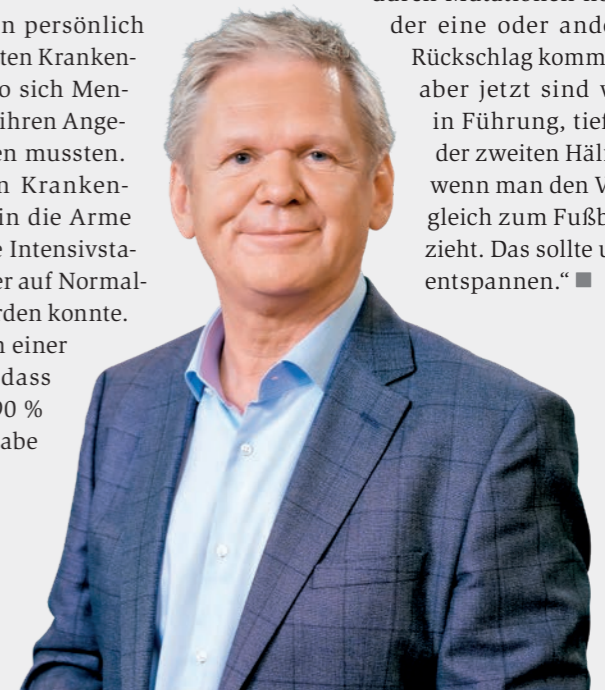 n persönlich
ten Kranken-
o sich Men-
ihren Ange-
en mussten.
n Kranken-
in die Arme
e Intensivsta-
er auf Normal-
rden konnte.
n einer
dass
90 %
abe
der eine oder ande
Rückschlag komm
aber jetzt sind w
in Führung, tief
der zweiten Hälf
wenn man den V
gleich zum Fußb
zieht. Das sollte u
entspannen.“ ■